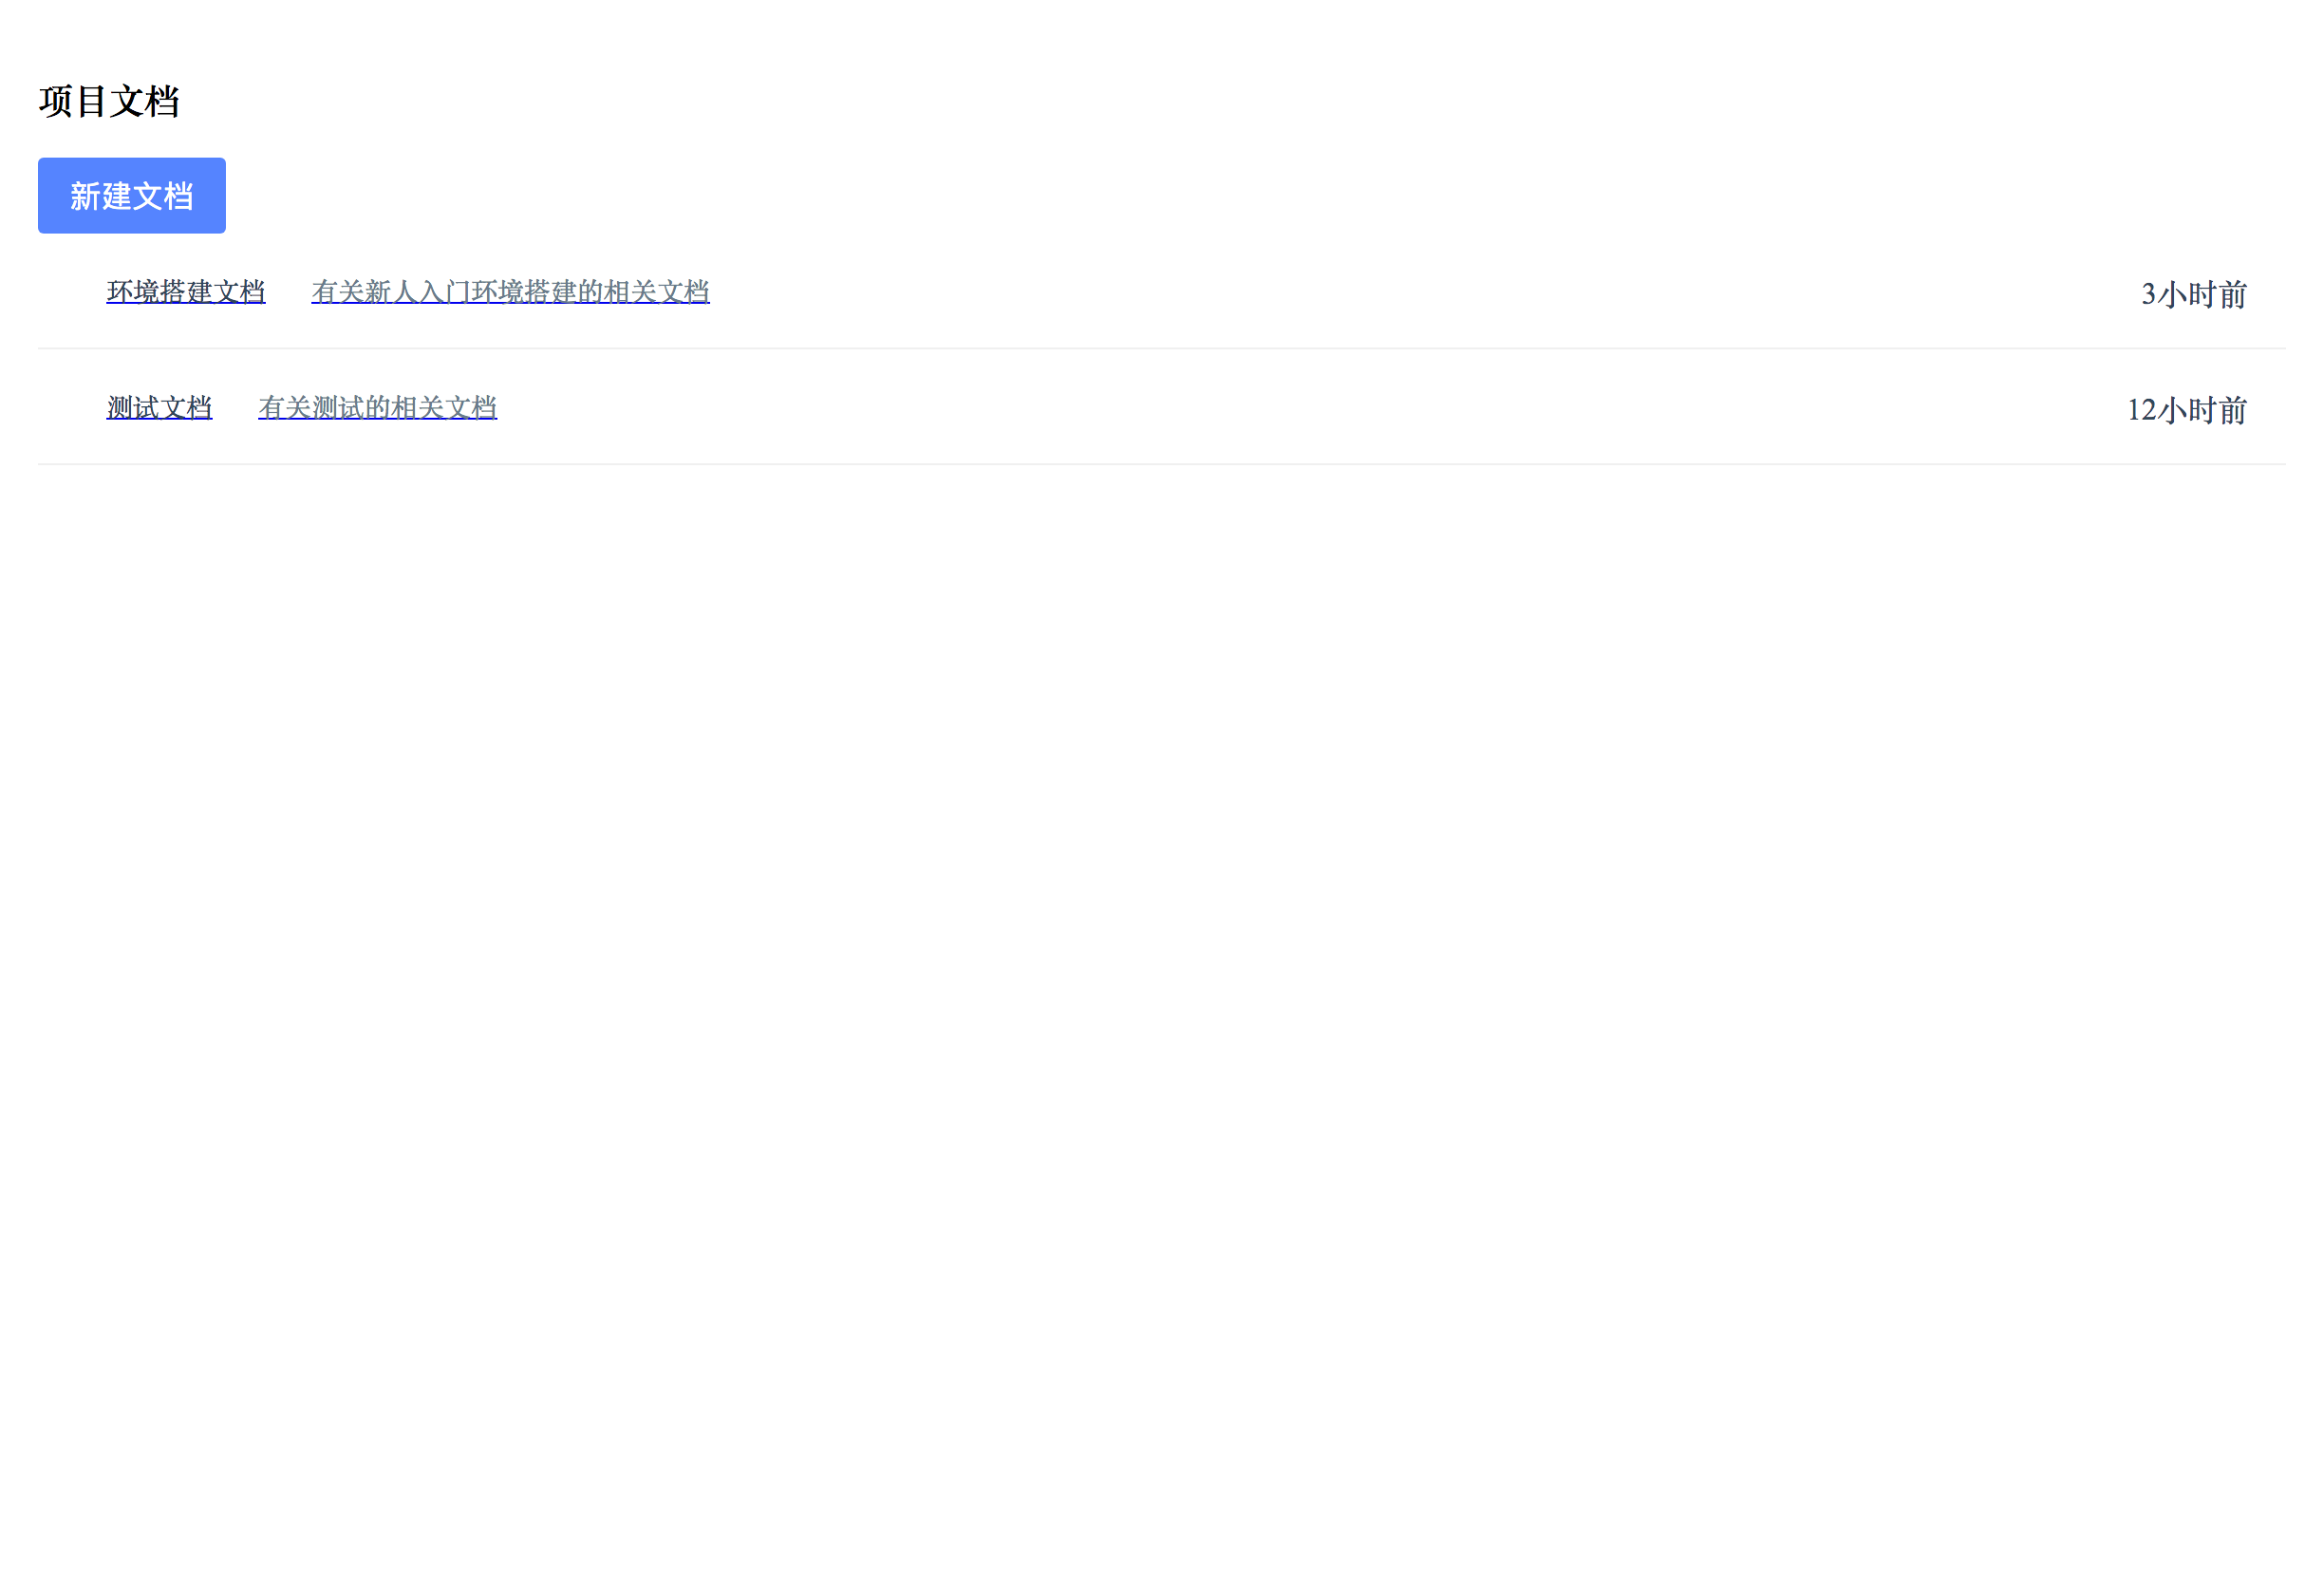 项目文档
新建文档
环境搭建文档 有关新人入门环境搭建的相关文档 3小时前
测试文档 有关测试的相关文档 12小时前